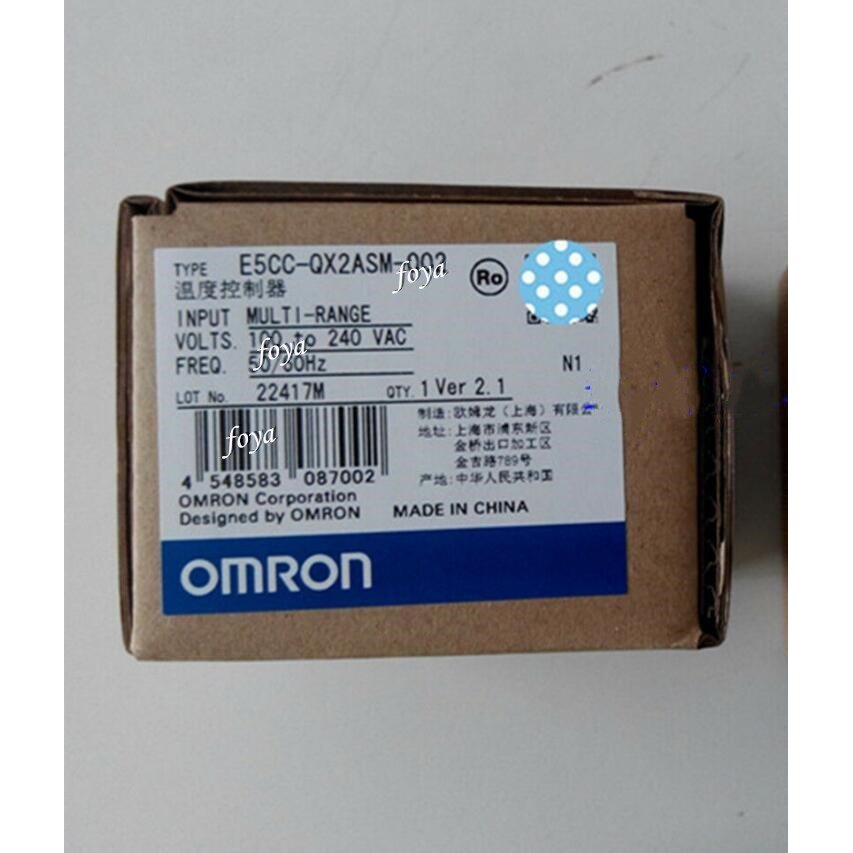 TYPE E5CC-QX2ASM-003
foya
Ro
温度控制器
INPUT MULTI-RANGE
VOLTS. 100 to 240 VAC
foya
FREQ. 50/60Hz
N1
LOT No. 22417M QTY. 1 Ver 2.1
制造: 欧姆龙(上海)有限公
foya
地址: 上海市浦东新区
金桥出口加工区
金吉路789号
4 548583 087002
产地: 中华人民共和国
OMRON Corporation
Designed by OMRON MADE IN CHINA
OMRON